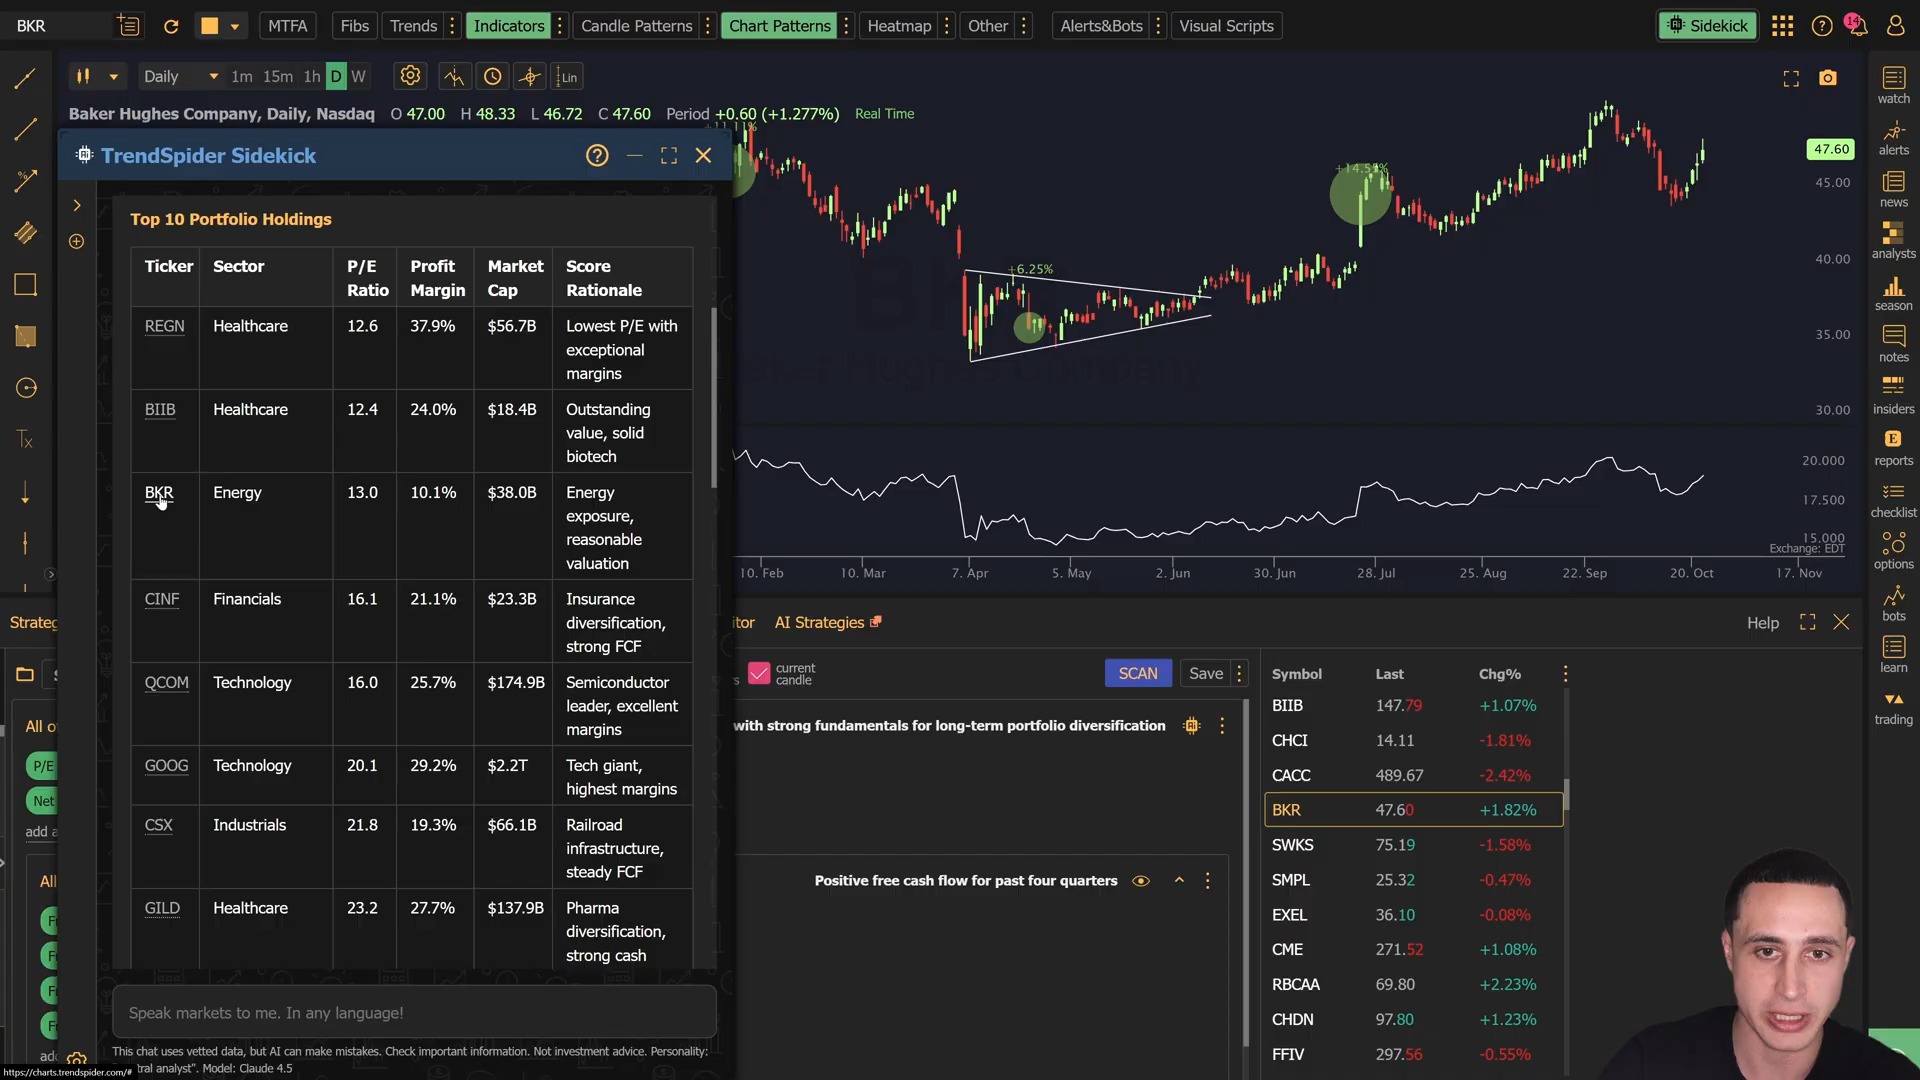 BKR
MTFA
Fibs
Trends
Indicators
Candle Patterns
Chart Patterns
Heatmap
Other
Alerts&Bots
Visual Scripts
Sidekick
14
Daily
1m 15m 1h D W
Lin
Baker Hughes Company, Daily, Nasdaq O 47.00 H 48.33 L 46.72 C 47.60 Period +0.60 (+1.277%) Real Time
+11.11%
+14.55%
+6.25%
47.60
45.00
40.00
35.00
30.00
20.000
17.500
15.000
Exchange: EDT
10. Feb 10. Mar 7. Apr 5. May 2. Jun 30. Jun 28. Jul 25. Aug 22. Sep 20. Oct 17. Nov
TrendSpider Sidekick
Top 10 Portfolio Holdings
Ticker Sector P/E Ratio Profit Margin Market Cap Score Rationale
REGN Healthcare 12.6 37.9% $56.7B Lowest P/E with
exceptional
margins
BIIB Healthcare 12.4 24.0% $18.4B Outstanding
value, solid
biotech
BKR Energy 13.0 10.1% $38.0B Energy
exposure,
reasonable
valuation
CINF Financials 16.1 21.1% $23.3B Insurance
diversification,
strong FCF
QCOM Technology 16.0 25.7% $174.9B Semiconductor
leader, excellent
margins
GOOG Technology 20.1 29.2% $2.2T Tech giant,
highest margins
CSX Industrials 21.8 19.3% $66.1B Railroad
infrastructure,
steady FCF
GILD Healthcare 23.2 27.7% $137.9B Pharma
diversification,
strong cash
Speak markets to me. In any language!
This chat uses vetted data, but AI can make mistakes. Check important information. Not investment advice. Personality:
tral analyst". Model: Claude 4.5
https://charts.trendspider.com/#
Strateg
All o
P/E
Net
add a
All
itor
AI Strategies
Help
current
candle
SCAN
Save
with strong fundamentals for long-term portfolio diversification
Positive free cash flow for past four quarters
Symbol Last Chg%
BIIB 147.79 +1.07%
CHCI 14.11 -1.81%
CACC 489.67 -2.42%
BKR 47.60 +1.82%
SWKS 75.19 -1.58%
SMPL 25.32 -0.47%
EXEL 36.10 -0.08%
CME 271.52 +1.08%
RBCAA 69.80 +2.23%
CHDN 97.80 +1.23%
FFIV 297.56 -0.55%
watch
alerts
news
analysts
season
notes
insiders
reports
checklist
options
bots
learn
trading